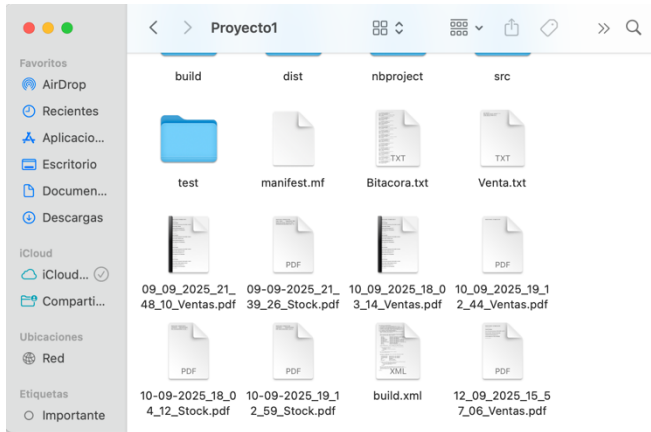 Proyecto1
Favoritos
AirDrop
Recientes
Aplicacio...
Escritorio
Documen...
Descargas
iCloud
iCloud...
Comparti...
Ubicaciones
Red
Etiquetas
Importante
build
dist
nbproject
src
test
manifest.mf
TXT
Bitacora.txt
TXT
Venta.txt
09_09_2025_21_
48_10_Ventas.pdf
PDF
09-09-2025_21_
39_26_Stock.pdf
10_09_2025_18_0
3_14_Ventas.pdf
PDF
10_09_2025_19_1
2_44_Ventas.pdf
PDF
10-09-2025_18_0
4_12_Stock.pdf
PDF
10-09-2025_19_1
2_59_Stock.pdf
XML
build.xml
PDF
12_09_2025_15_5
7_06_Ventas.pdf